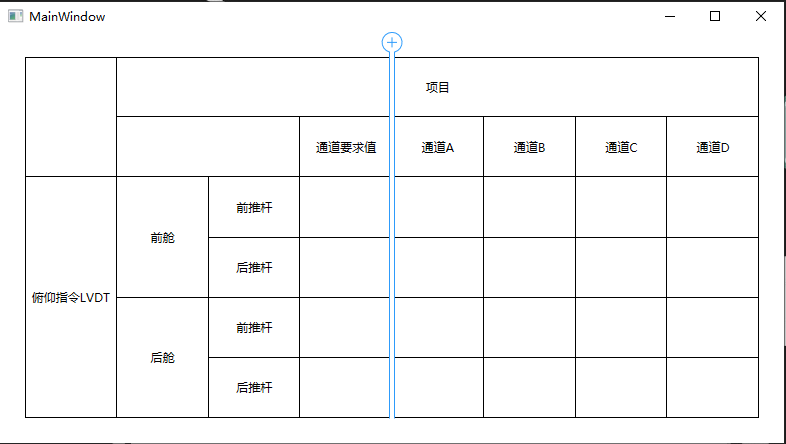 MainWindow
项目
通道要求值 通道A 通道B 通道C 通道D
前推杆
前舱
后推杆
俯仰指令LVDT
前推杆
后舱
后推杆